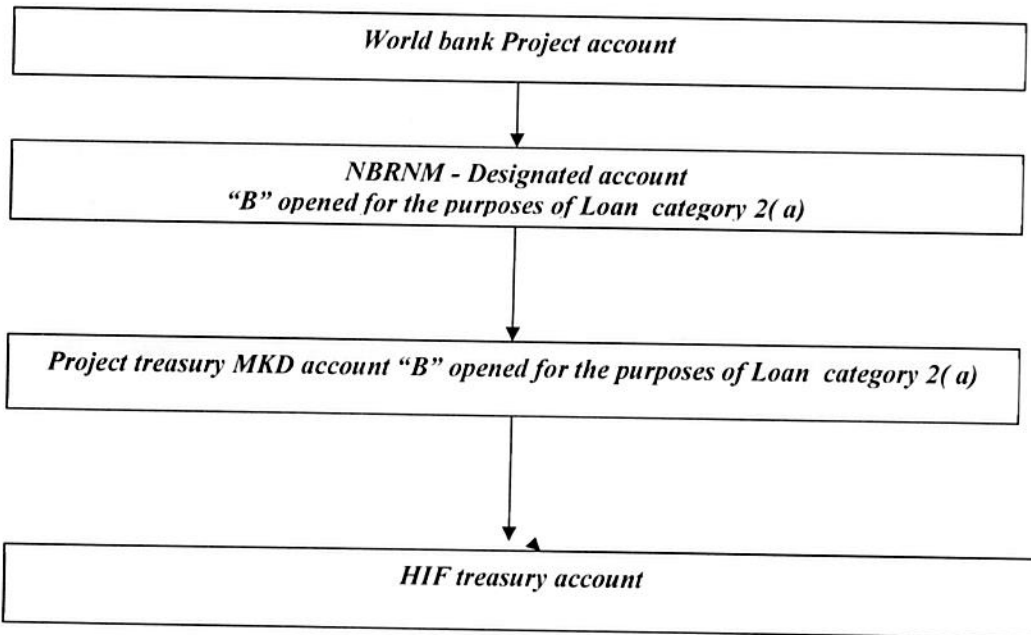 World bank Project account
NBRNM - Designated account
“B” opened for the purposes of Loan category 2( a)
Project treasury MKD account “B” opened for the purposes of Loan category 2( a)
HIF treasury account